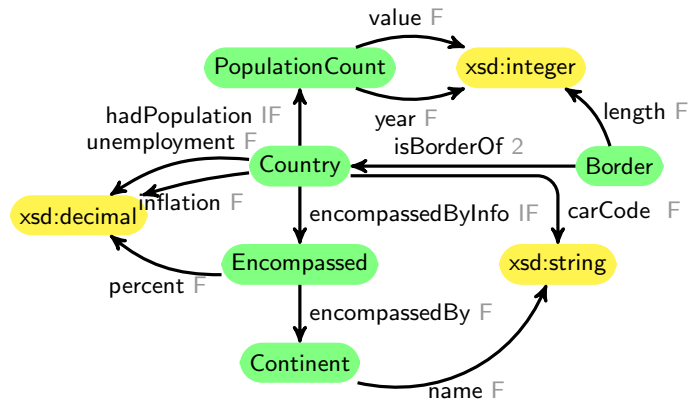 value F
PopulationCount
xsd:integer
hadPopulation IF
year F
length F
unemployment F
isBorderOf 2
Country
Border
xsd:decimal
inflation F
encompassedByInfo IF
carCode F
Encompassed
xsd:string
percent F
encompassedBy F
Continent
name F